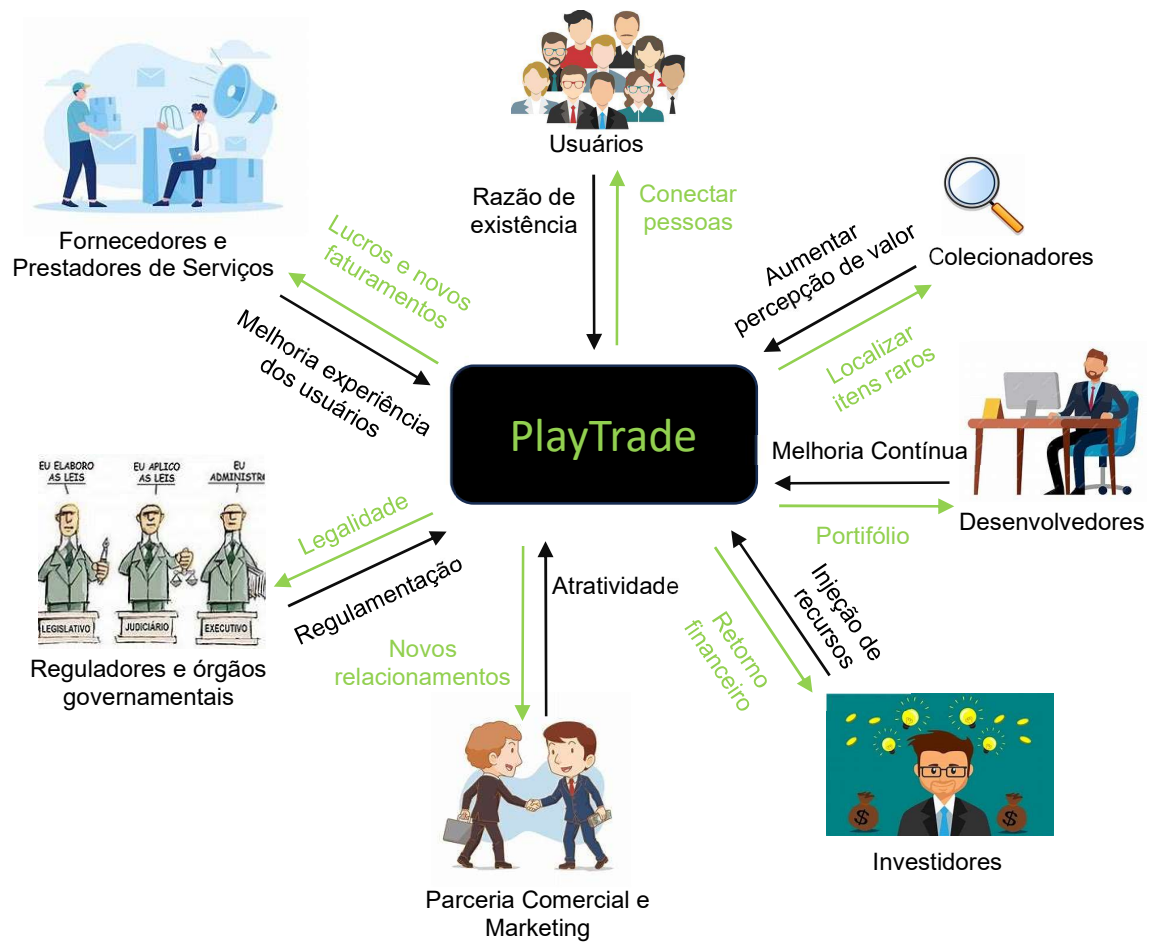 Usuários
Razão de
existência
Conectar
pessoas
Fornecedores e
Prestadores de Serviços
Lucros e novos
faturamentos
Melhoria experiência
dos usuários
Colecionadores
Aumentar
percepção de valor
Localizar
itens raros
PlayTrade
Melhoria Contínua
Portifólio
Desenvolvedores
EU ELABORO
AS LEIS
EU APLICO
AS LEIS
EU
ADMINISTR
LEGISLATIVO
JUDICIÁRIO
EXECUTIVO
Reguladores e órgãos
governamentais
Legalidade
Regulamentação
Novos
relacionamentos
Atratividade
Parceria Comercial e
Marketing
Retorno
financeiro
Injeção de
recursos
$
$
Investidores